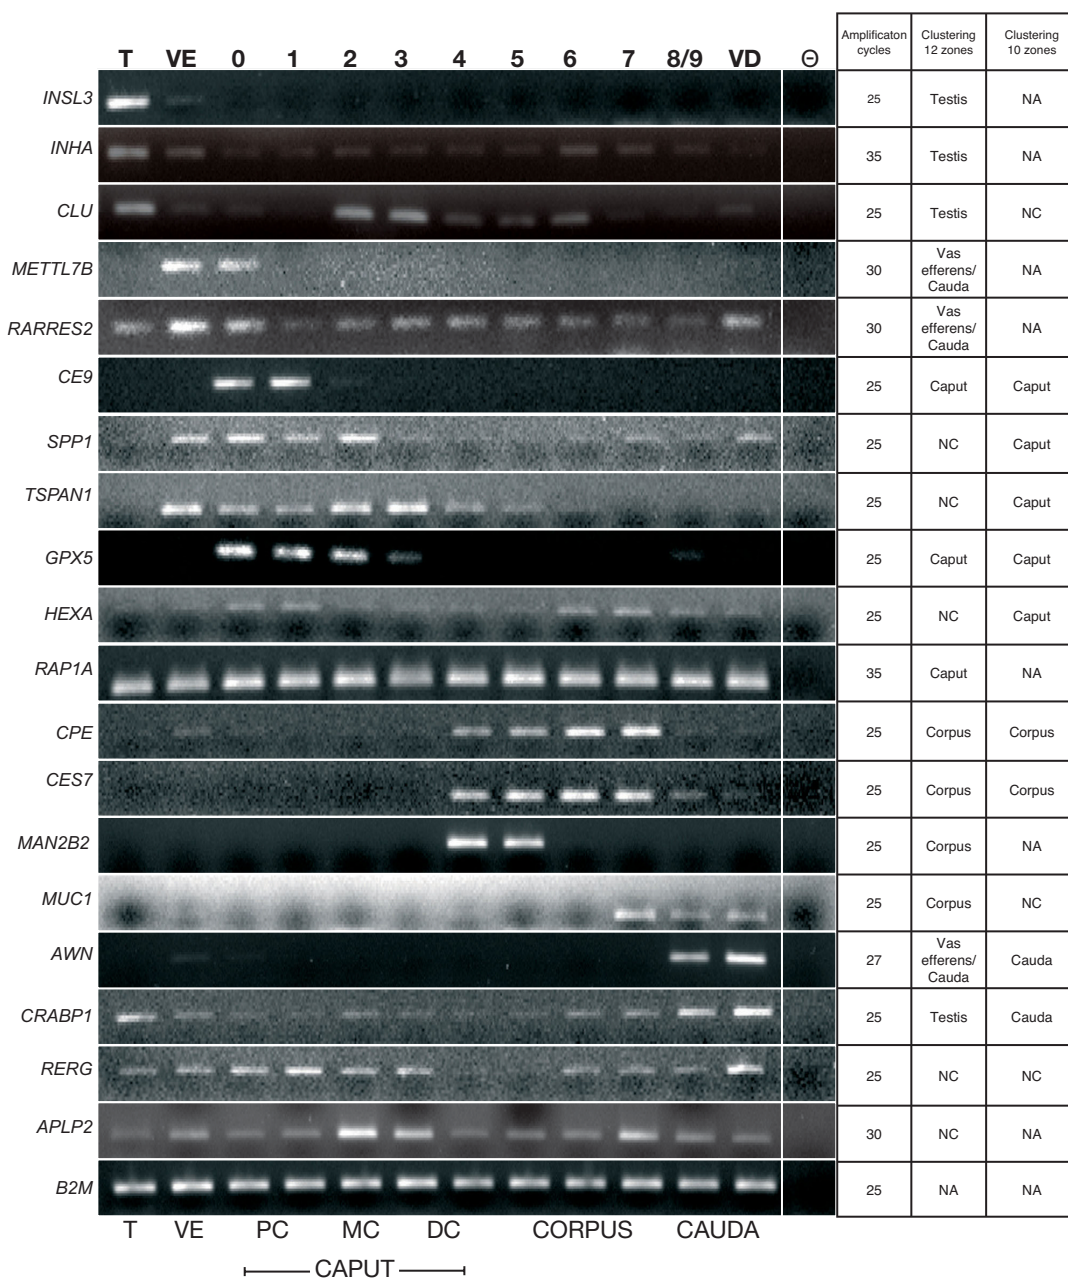 Amplificaton cycles Clustering 12 zones Clustering 10 zones
T VE 0 1 2 3 4 5 6 7 8/9 VD Θ
INSL3 25 Testis NA
INHA 35 Testis NA
CLU 25 Testis NC
METTL7B 30 Vas efferens/ Cauda NA
RARRES2 30 Vas efferens/ Cauda NA
CE9 25 Caput Caput
SPP1 25 NC Caput
TSPAN1 25 NC Caput
GPX5 25 Caput Caput
HEXA 25 NC Caput
RAP1A 35 Caput NA
CPE 25 Corpus Corpus
CES7 25 Corpus Corpus
MAN2B2 25 Corpus NA
MUC1 25 Corpus NC
AWN 27 Vas efferens/ Cauda Cauda
CRABP1 25 Testis Cauda
RERG 25 NC NC
APLP2 30 NC NA
B2M 25 NA NA
T VE PC MC DC CORPUS CAUDA
CAPUT